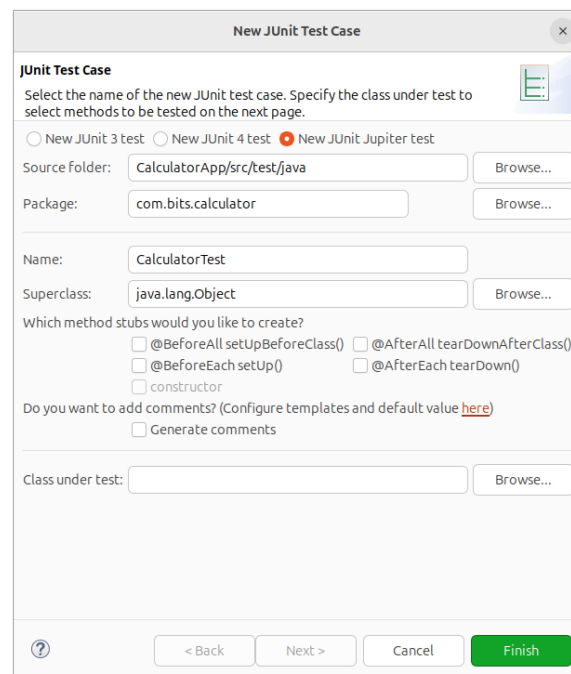 New JUnit Test Case
JUnit Test Case
Select the name of the new JUnit test case. Specify the class under test to
select methods to be tested on the next page.
New JUnit 3 test New JUnit 4 test New JUnit Jupiter test
Source folder: CalculatorApp/src/test/java Browse...
Package: com.bits.calculator Browse...
Name: CalculatorTest
Superclass: java.lang.Object Browse...
Which method stubs would you like to create?
@BeforeAll setUpBeforeClass() @AfterAll tearDownAfterClass()
@BeforeEach setUp() @AfterEach tearDown()
constructor
Do you want to add comments? (Configure templates and default value here)
Generate comments
Class under test: Browse...
? < Back Next > Cancel Finish